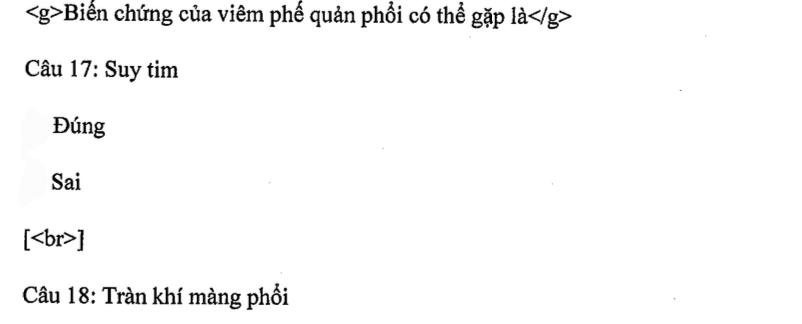 <g>Biến chứng của viêm phế quản phổi có thể gặp là</g>
Câu 17: Suy tim
Đúng
Sai
[<br>]
Câu 18: Tràn khí màng phổi